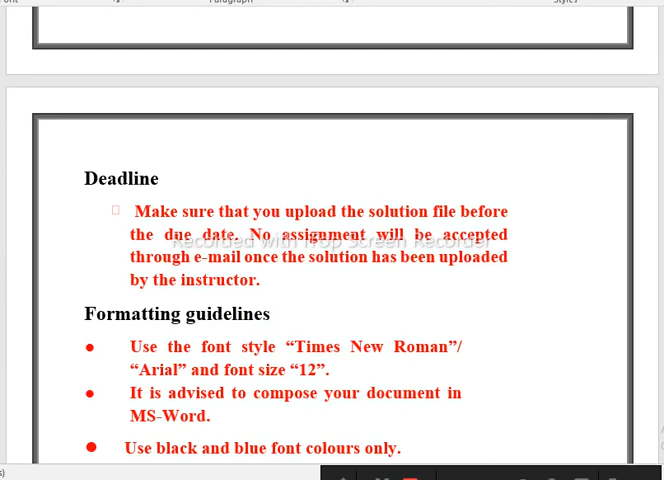 Paragraph
Styles
Deadline
Make sure that you upload the solution file before
the due date. No assignment will be accepted
through e-mail once the solution has been uploaded
by the instructor.
Recorded with iTop Screen Recorder
Formatting guidelines
● Use the font style “Times New Roman”/
“Arial” and font size “12”.
● It is advised to compose your document in
MS-Word.
● Use black and blue font colours only.
s)